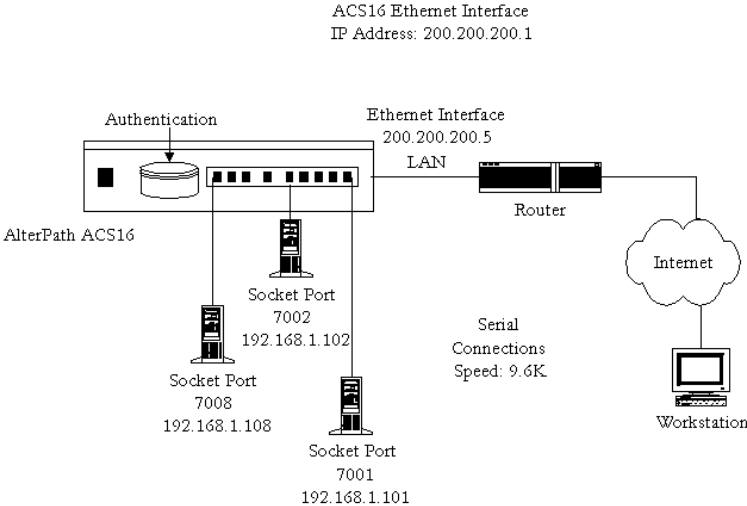 ACS16 Ethernet Interface
IP Address: 200.200.200.1
Authentication
Ethernet Interface
200.200.200.5
LAN
Router
AlterPath ACS16
Internet
Socket Port
7002
192.168.1.102
Serial
Connections
Speed: 9.6K
Socket Port
7008
192.168.1.108
Workstation
Socket Port
7001
192.168.1.101